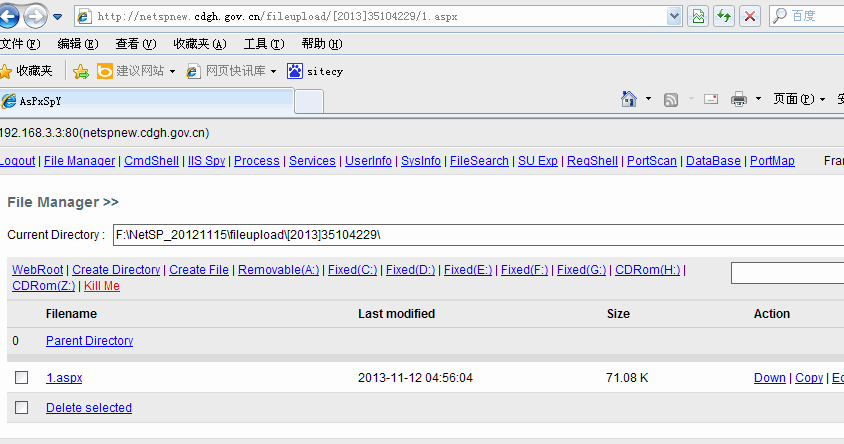 http://netspnew.cdgh.gov.cn/fileupload/[2013]35104229/1.aspx 百度
文件(F) 编辑(E) 查看(V) 收藏夹(A) 工具(T) 帮助(H)
收藏夹 建议网站 网页快讯库 sitecy
AsPxSpY 页面(P)
192.168.3.3:80(netspnew.cdgh.gov.cn)
Logout | File Manager | CmdShell | IIS Spy | Process | Services | UserInfo | SysInfo | FileSearch | SU Exp | RegShell | PortScan | DataBase | PortMap Fran
File Manager >>
Current Directory : F:\NetSP_20121115\fileupload\[2013]35104229\
WebRoot | Create Directory | Create File | Removable(A:) | Fixed(C:) | Fixed(D:) | Fixed(E:) | Fixed(F:) | Fixed(G:) | CDRom(H:) |
CDRom(Z:) | Kill Me
Filename Last modified Size Action
0 Parent Directory
1.aspx 2013-11-12 04:56:04 71.08 K Down | Copy | Ed
Delete selected